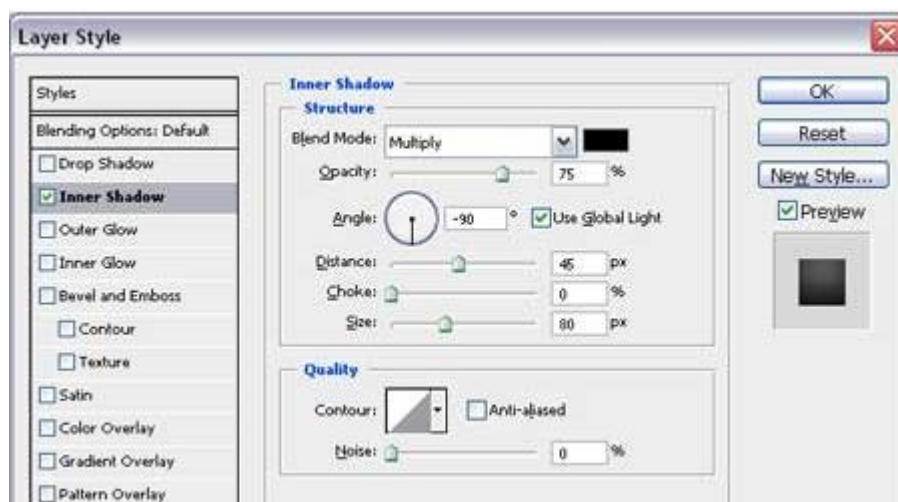 Layer Style
Styles
Blending Options: Default
Drop Shadow
Inner Shadow
Outer Glow
Inner Glow
Bevel and Emboss
Contour
Texture
Satin
Color Overlay
Gradient Overlay
Pattern Overlay
Inner Shadow
Structure
Blend Mode: Multiply
Opacity: 75 %
Angle: -90 ° Use Global Light
Distance: 45 px
Choke: 0 %
Size: 80 px
Quality
Contour: Anti-aliased
Noise: 0 %
OK
Reset
New Style...
Preview